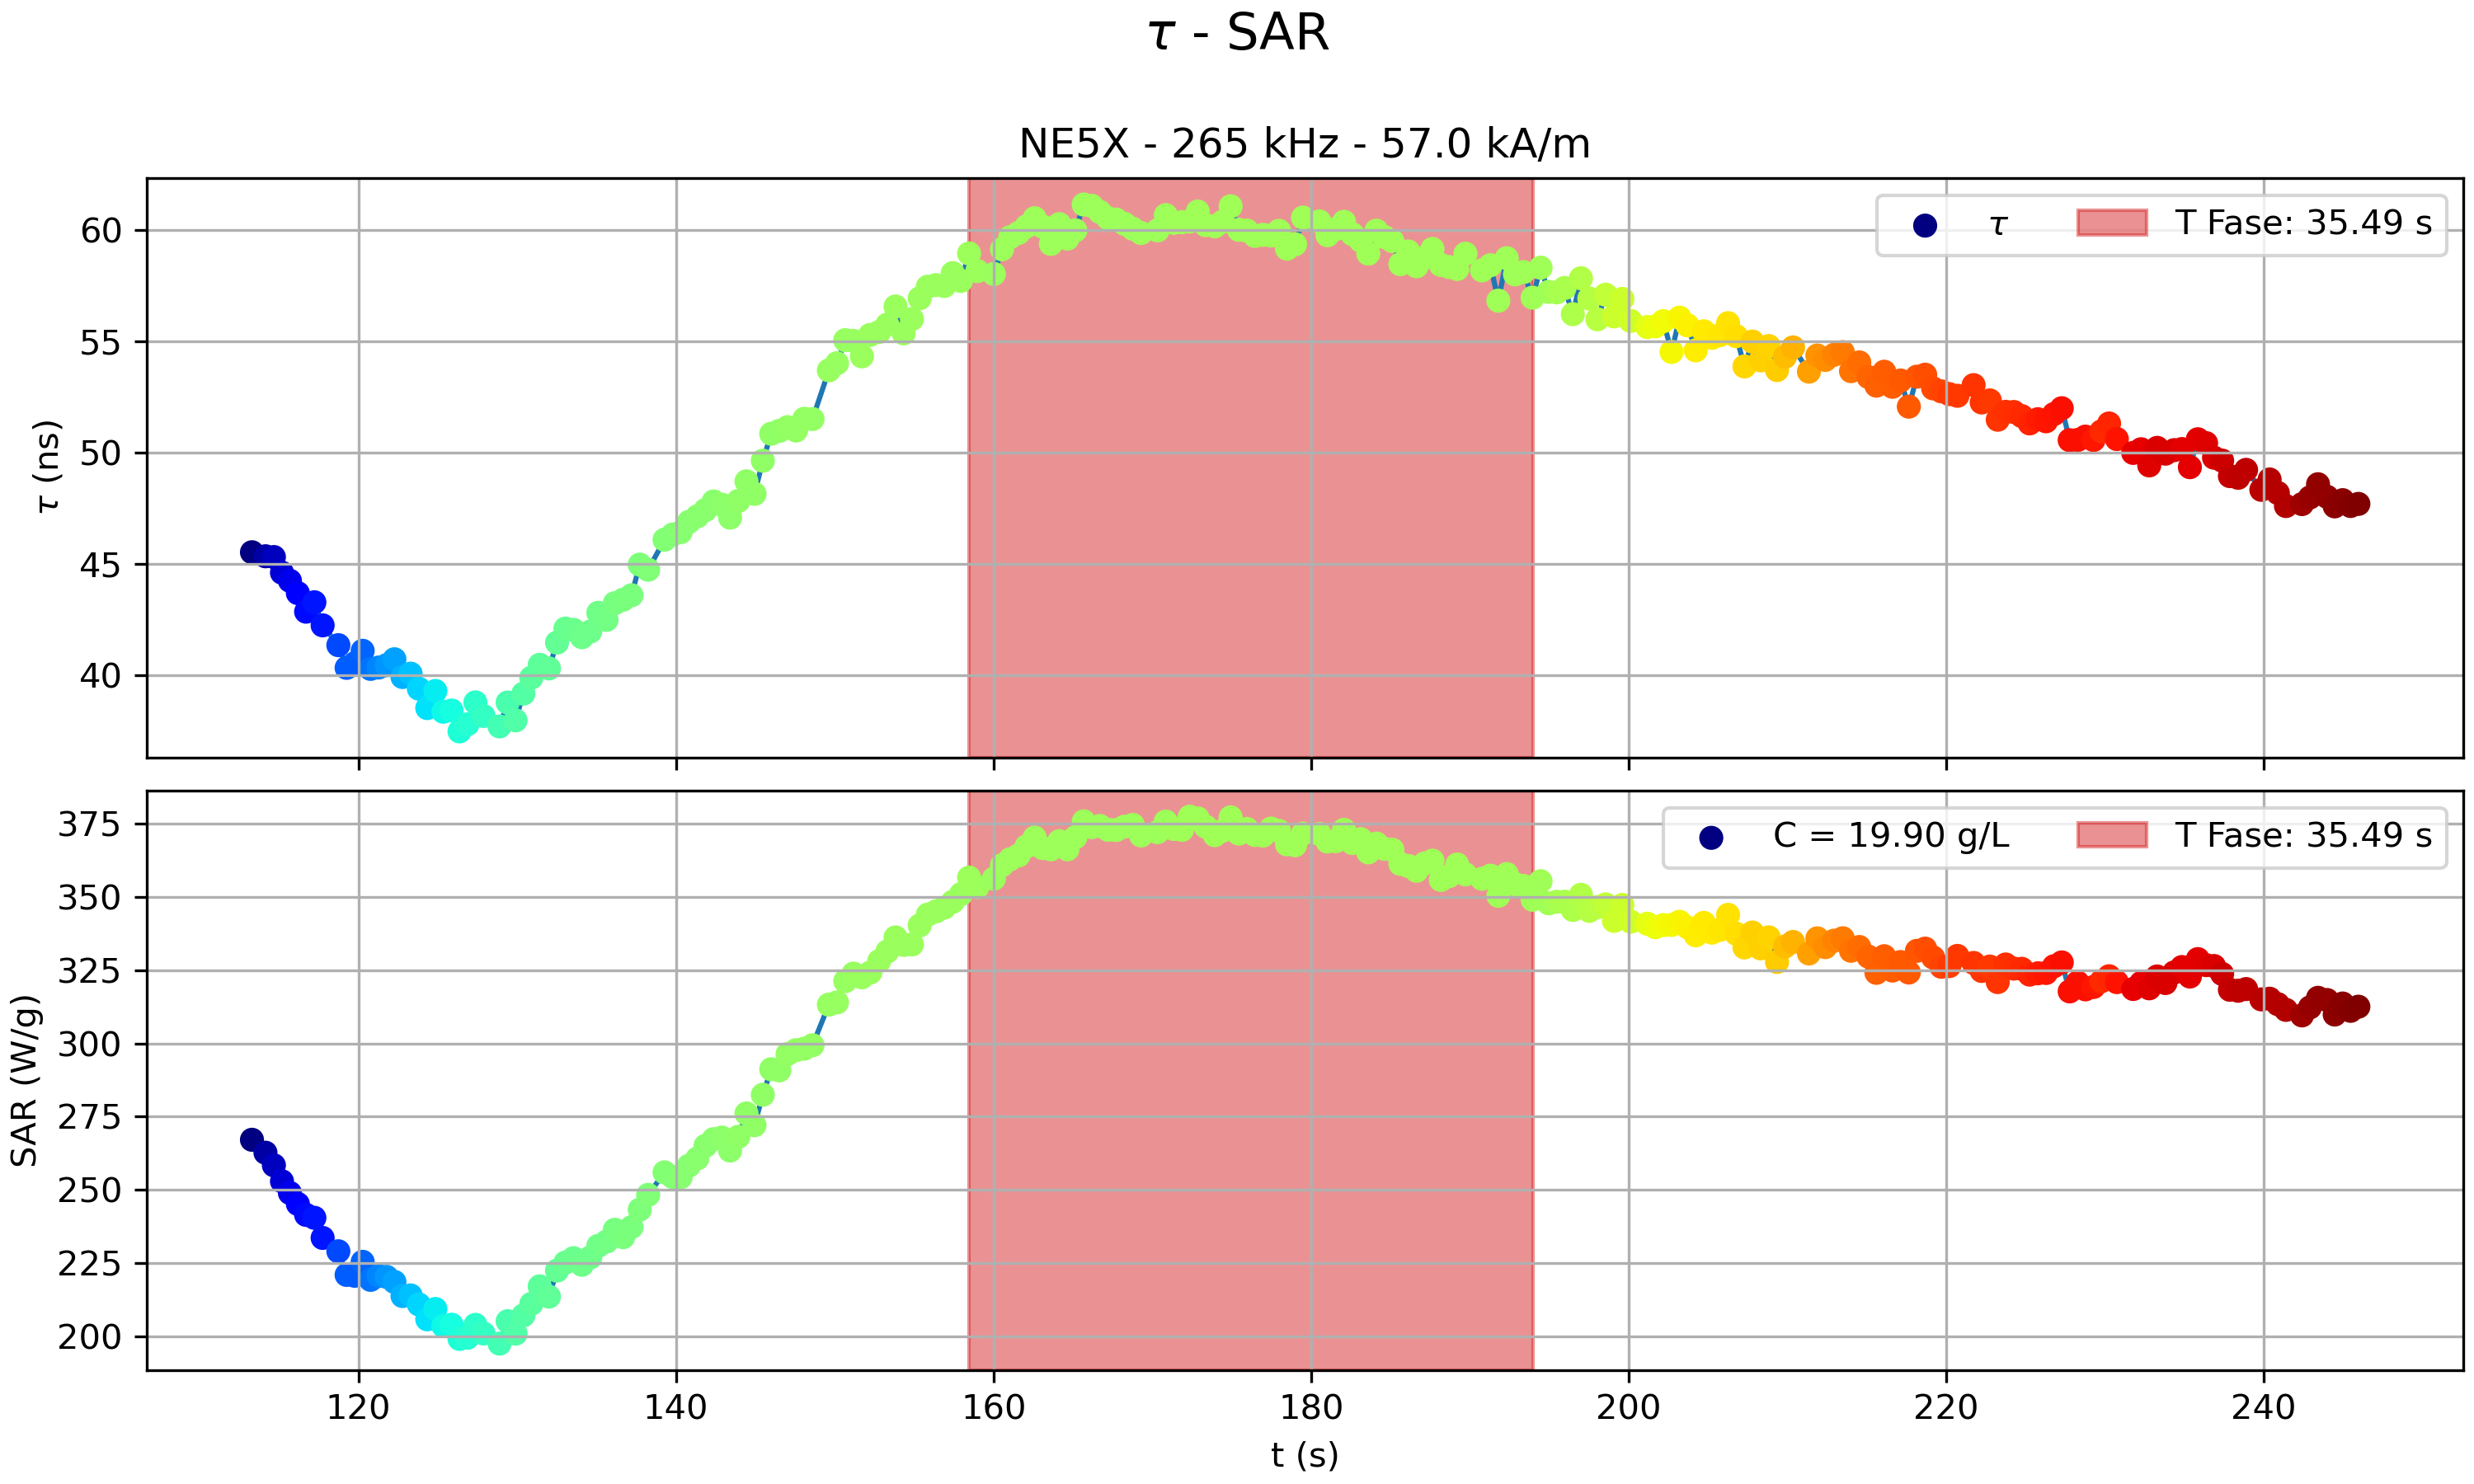 τ - SAR
NE5X - 265 kHz - 57.0 kA/m
τ T Fase: 35.49 s
60
55
50
45
40
τ (ns)
C = 19.90 g/L T Fase: 35.49 s
375
350
325
300
275
250
225
200
SAR (W/g)
120 140 160 180 200 220 240
t (s)